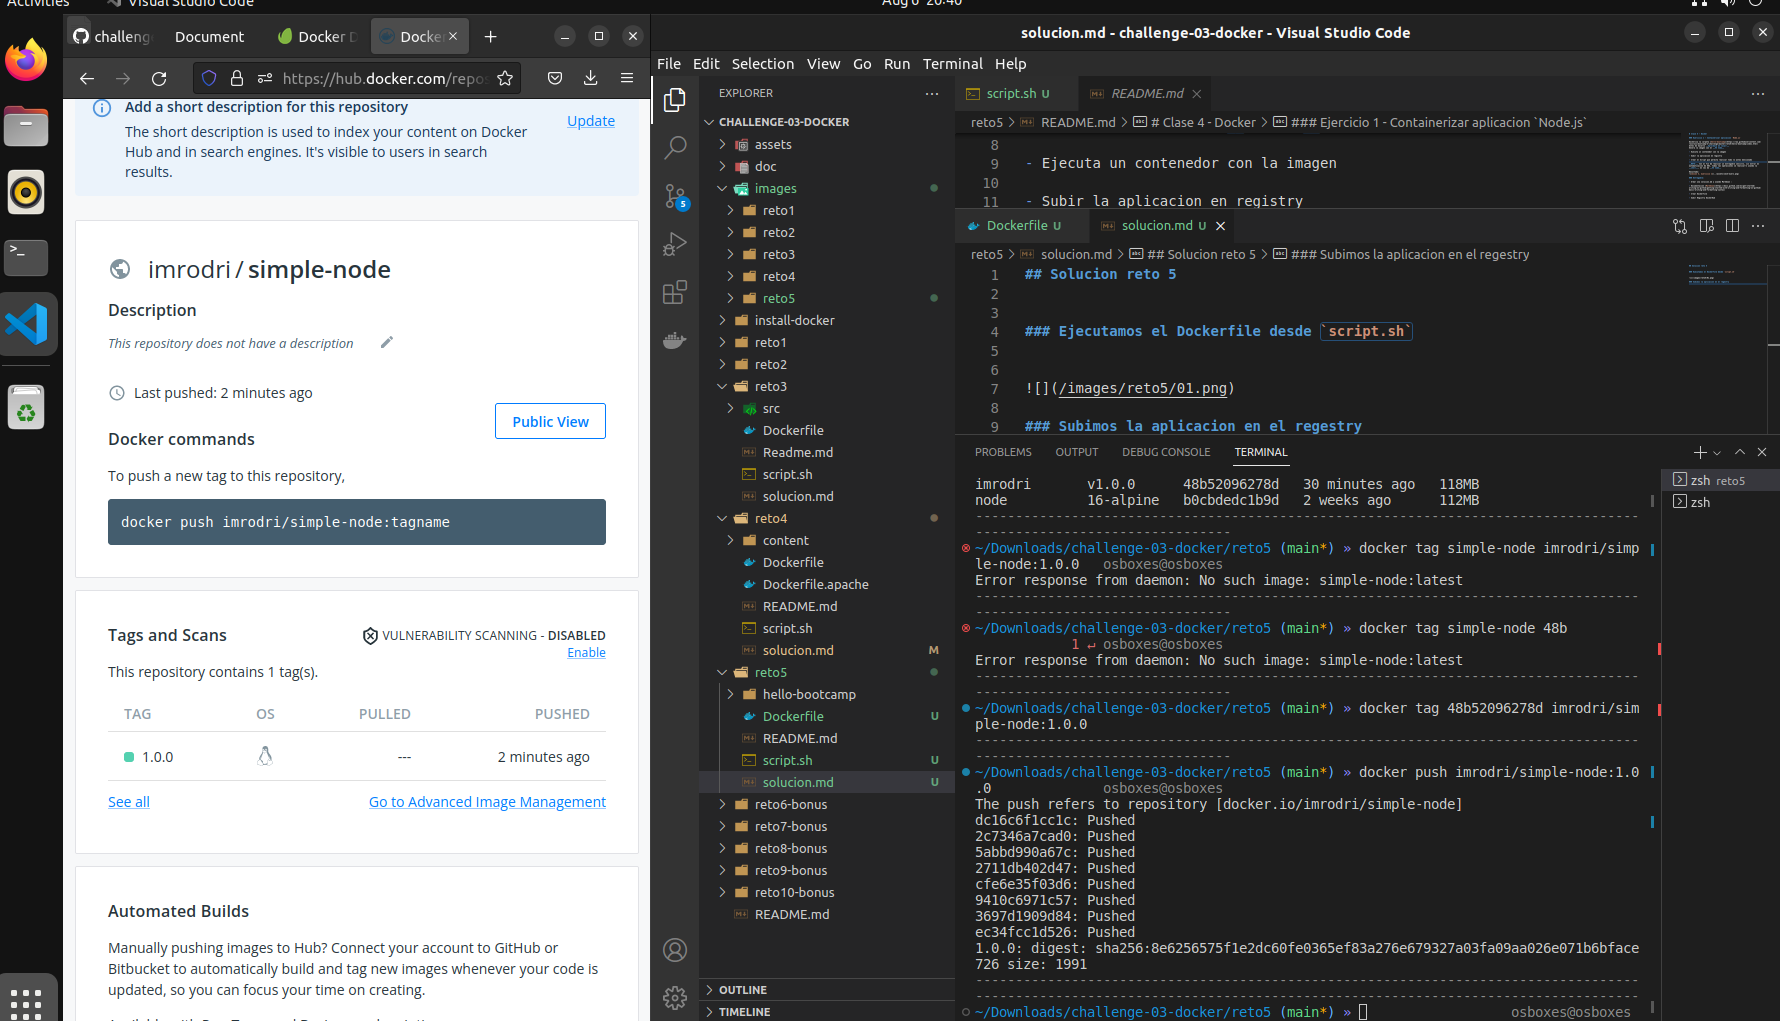 Activities
Visual Studio Code
Aug 6 20:40
challeng
Document
Docker D
Docker
https://hub.docker.com/repos
Add a short description for this repository
The short description is used to index your content on Docker
Hub and in search engines. It's visible to users in search
results.
Update
imrodri / simple-node
Description
This repository does not have a description
Last pushed: 2 minutes ago
Public View
Docker commands
To push a new tag to this repository,
docker push imrodri/simple-node:tagname
Tags and Scans
VULNERABILITY SCANNING - DISABLED
Enable
This repository contains 1 tag(s).
TAG OS PULLED PUSHED
1.0.0 --- 2 minutes ago
See all
Go to Advanced Image Management
Automated Builds
Manually pushing images to Hub? Connect your account to GitHub or
Bitbucket to automatically build and tag new images whenever your code is
updated, so you can focus your time on creating.
solucion.md - challenge-03-docker - Visual Studio Code
File Edit Selection View Go Run Terminal Help
5
EXPLORER
CHALLENGE-03-DOCKER
assets
doc
images
reto1
reto2
reto3
reto4
reto5
install-docker
reto1
reto2
reto3
src
Dockerfile
Readme.md
script.sh
solucion.md
reto4
content
Dockerfile
Dockerfile.apache
README.md
script.sh
solucion.md M
reto5
hello-bootcamp
Dockerfile U
README.md
script.sh U
solucion.md U
reto6-bonus
reto7-bonus
reto8-bonus
reto9-bonus
reto10-bonus
README.md
OUTLINE
TIMELINE
script.sh U
README.md
reto5 > README.md > # Clase 4 - Docker > ### Ejercicio 1 - Containerizar aplicacion `Node.js`
8
9 - Ejecuta un contenedor con la imagen
10
11 - Subir la aplicacion en registry
Dockerfile U
solucion.md U
reto5 > solucion.md > ## Solucion reto 5 > ### Subimos la aplicacion en el regestry
1 ## Solucion reto 5
2
3
4 ### Ejecutamos el Dockerfile desde `script.sh`
5
6
7 ![](/images/reto5/01.png)
8
9 ### Subimos la aplicacion en el regestry
PROBLEMS OUTPUT DEBUG CONSOLE TERMINAL
zsh reto5
zsh
imrodri v1.0.0 48b52096278d 30 minutes ago 118MB
node 16-alpine b0cbdedc1b9d 2 weeks ago 112MB
~/Downloads/challenge-03-docker/reto5 (main*) » docker tag simple-node imrodri/simp
le-node:1.0.0 osboxes@osboxes
Error response from daemon: No such image: simple-node:latest
~/Downloads/challenge-03-docker/reto5 (main*) » docker tag simple-node 48b
1 ↵ osboxes@osboxes
Error response from daemon: No such image: simple-node:latest
~/Downloads/challenge-03-docker/reto5 (main*) » docker tag 48b52096278d imrodri/sim
ple-node:1.0.0
~/Downloads/challenge-03-docker/reto5 (main*) » docker push imrodri/simple-node:1.0
.0 osboxes@osboxes
The push refers to repository [docker.io/imrodri/simple-node]
dc16c6f1cc1c: Pushed
2c7346a7cad0: Pushed
5abbd990a67c: Pushed
2711db402d47: Pushed
cfe6e35f03d6: Pushed
9410c6971c57: Pushed
3697d1909d84: Pushed
ec34fcc1d526: Pushed
1.0.0: digest: sha256:8e6256575f1e2dc60fe0365ef83a276e679327a03fa09aa026e071b6bface
726 size: 1991
~/Downloads/challenge-03-docker/reto5 (main*) » osboxes@osboxes